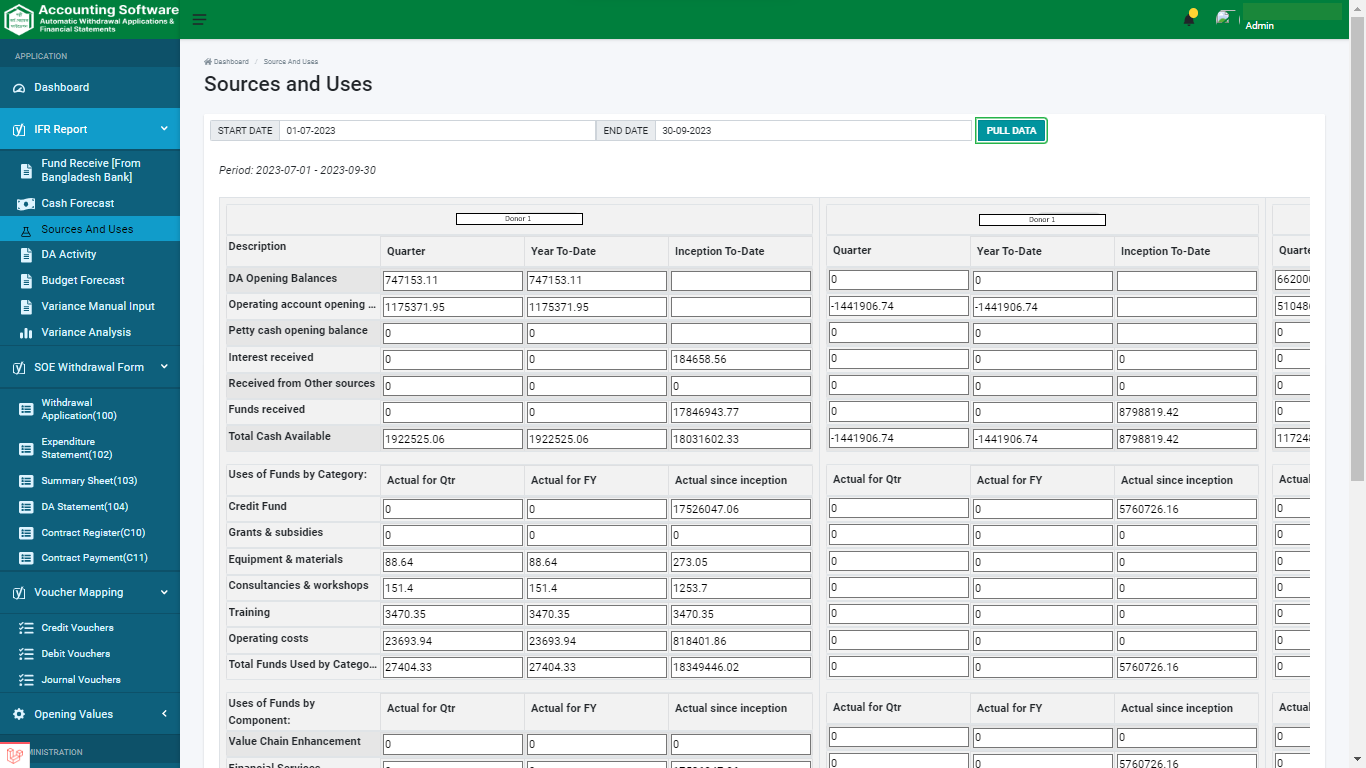 Accounting Software
Automatic Withdrawal Applications &
Financial Statements
Admin
APPLICATION
Dashboard
IFR Report
Fund Receive [From
Bangladesh Bank]
Cash Forecast
Sources And Uses
DA Activity
Budget Forecast
Variance Manual Input
Variance Analysis
SOE Withdrawal Form
Withdrawal
Application(100)
Expenditure
Statement(102)
Summary Sheet(103)
DA Statement(104)
Contract Register(C10)
Contract Payment(C11)
Voucher Mapping
Credit Vouchers
Debit Vouchers
Journal Vouchers
Opening Values
MINISTRATION
Dashboard / Source And Uses
Sources and Uses
START DATE 01-07-2023 END DATE 30-09-2023 PULL DATA
Period: 2023-07-01 - 2023-09-30
Donor 1 Donor 1
Description Quarter Year To-Date Inception To-Date Quarter Year To-Date Inception To-Date Quarte
DA Opening Balances 747153.11 747153.11 0 0 66200
Operating account opening ... 1175371.95 1175371.95 -1441906.74 -1441906.74 51048
Petty cash opening balance 0 0 0 0 0
Interest received 0 0 184658.56 0 0 0 0
Received from Other sources 0 0 0 0 0 0 0
Funds received 0 0 17846943.77 0 0 8798819.42 0
Total Cash Available 1922525.06 1922525.06 18031602.33 -1441906.74 -1441906.74 8798819.42 11724
Uses of Funds by Category: Actual for Qtr Actual for FY Actual since inception Actual for Qtr Actual for FY Actual since inception Actual
Credit Fund 0 0 17526047.06 0 0 5760726.16 0
Grants & subsidies 0 0 0 0 0 0 0
Equipment & materials 88.64 88.64 273.05 0 0 0 0
Consultancies & workshops 151.4 151.4 1253.7 0 0 0 0
Training 3470.35 3470.35 3470.35 0 0 0 0
Operating costs 23693.94 23693.94 818401.86 0 0 0 0
Total Funds Used by Catego... 27404.33 27404.33 18349446.02 0 0 5760726.16 0
Uses of Funds by
Component: Actual for Qtr Actual for FY Actual since inception Actual for Qtr Actual for FY Actual since inception Actual
Value Chain Enhancement 0 0 0 0 0 0 0
Financial Services 0 0 5760726.16 0